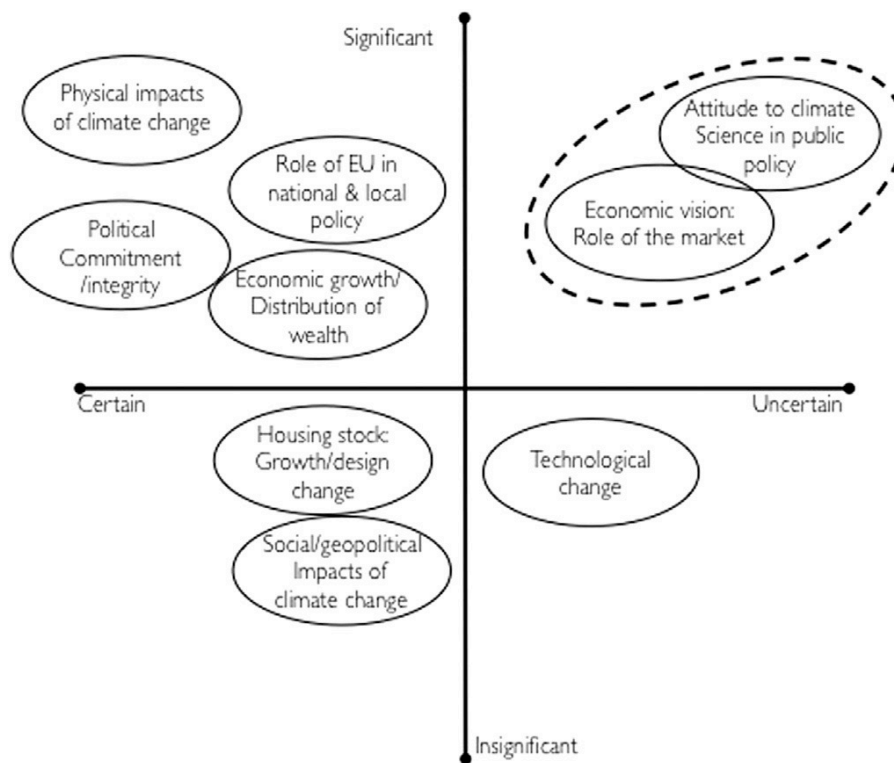 Significant
Physical impacts
of climate change
Attitude to climate
Science in public
policy
Role of EU in
national & local
policy
Economic vision:
Role of the market
Political
Commitment
/integrity
Economic growth/
Distribution of
wealth
Certain
Uncertain
Housing stock:
Growth/design
change
Technological
change
Social/geopolitical
Impacts of
climate change
Insignificant